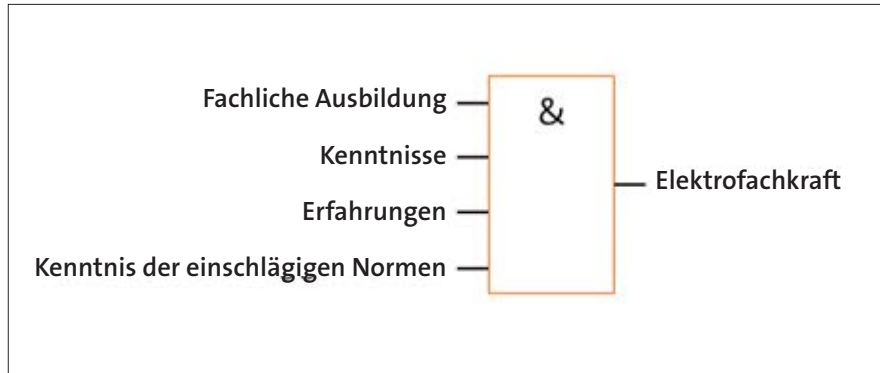 Fachliche Ausbildung
&
Kenntnisse
Elektrofachkraft
Erfahrungen
Kenntnis der einschlägigen Normen